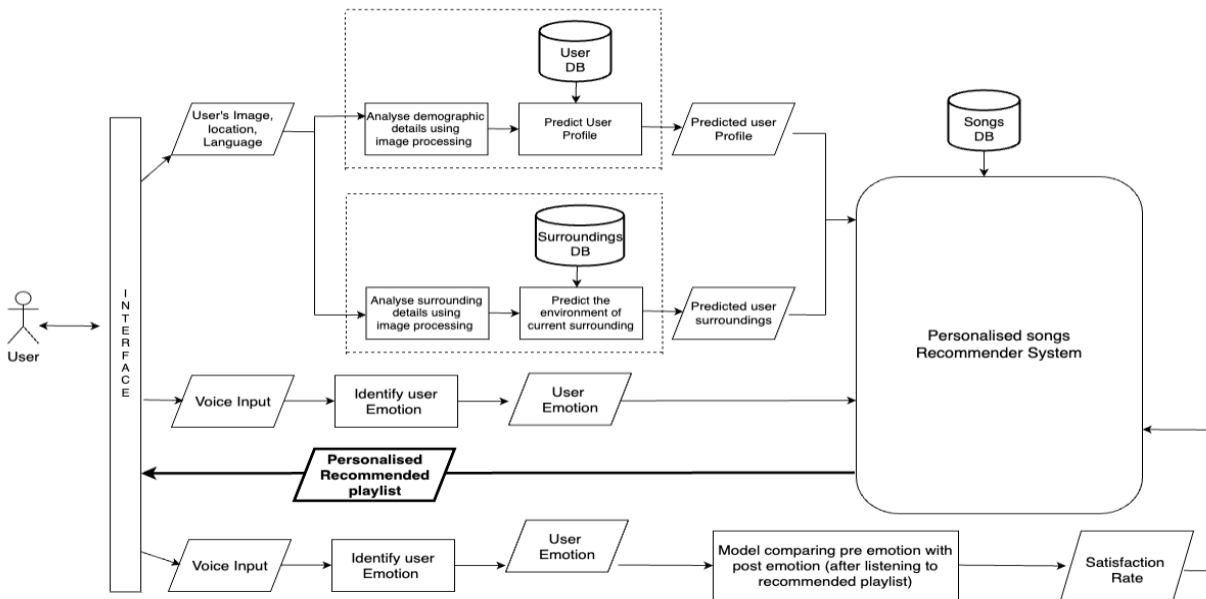 User
DB
User's Image,
location,
Language
Analyse demographic
details using
image processing
Predict User
Profile
Predicted user
Profile
Songs
DB
Surroundings
DB
Analyse surrounding
details using
image processing
Predict the
environment of
current surrounding
Predicted user
surroundings
INTERFACE
User
Personalised songs
Recommender System
Voice Input
Identify user
Emotion
User
Emotion
Personalised
Recommended
playlist
Voice Input
Identify user
Emotion
User
Emotion
Model comparing pre emotion with
post emotion (after listening to
recommended playlist)
Satisfaction
Rate